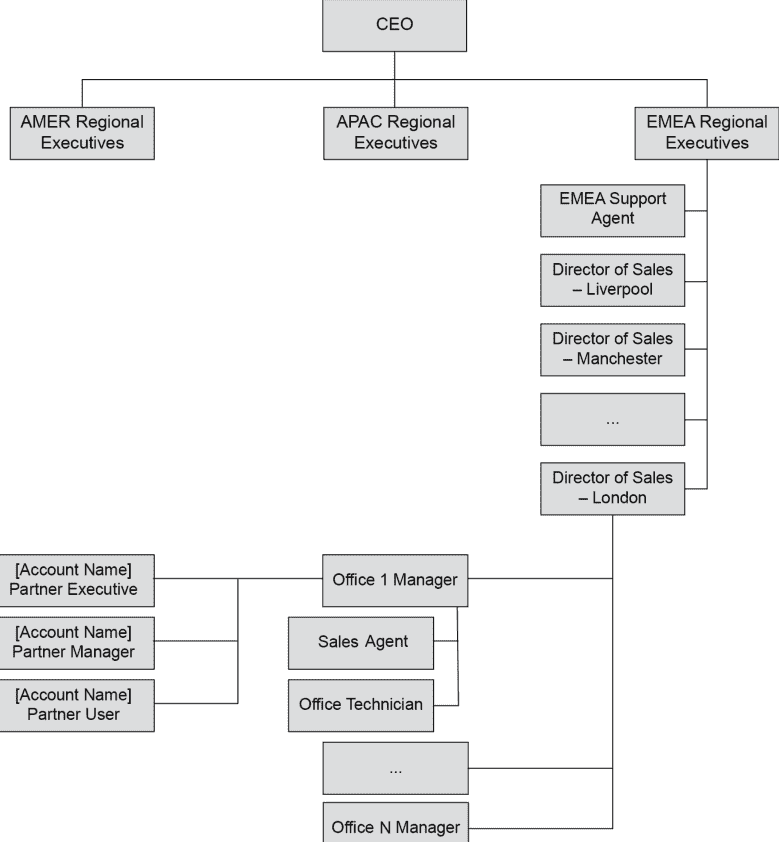 CEO
AMER Regional
Executives
APAC Regional
Executives
EMEA Regional
Executives
EMEA Support
Agent
Director of Sales
– Liverpool
Director of Sales
– Manchester
...
Director of Sales
– London
[Account Name]
Partner Executive
Office 1 Manager
[Account Name]
Partner Manager
Sales Agent
[Account Name]
Partner User
Office Technician
...
Office N Manager